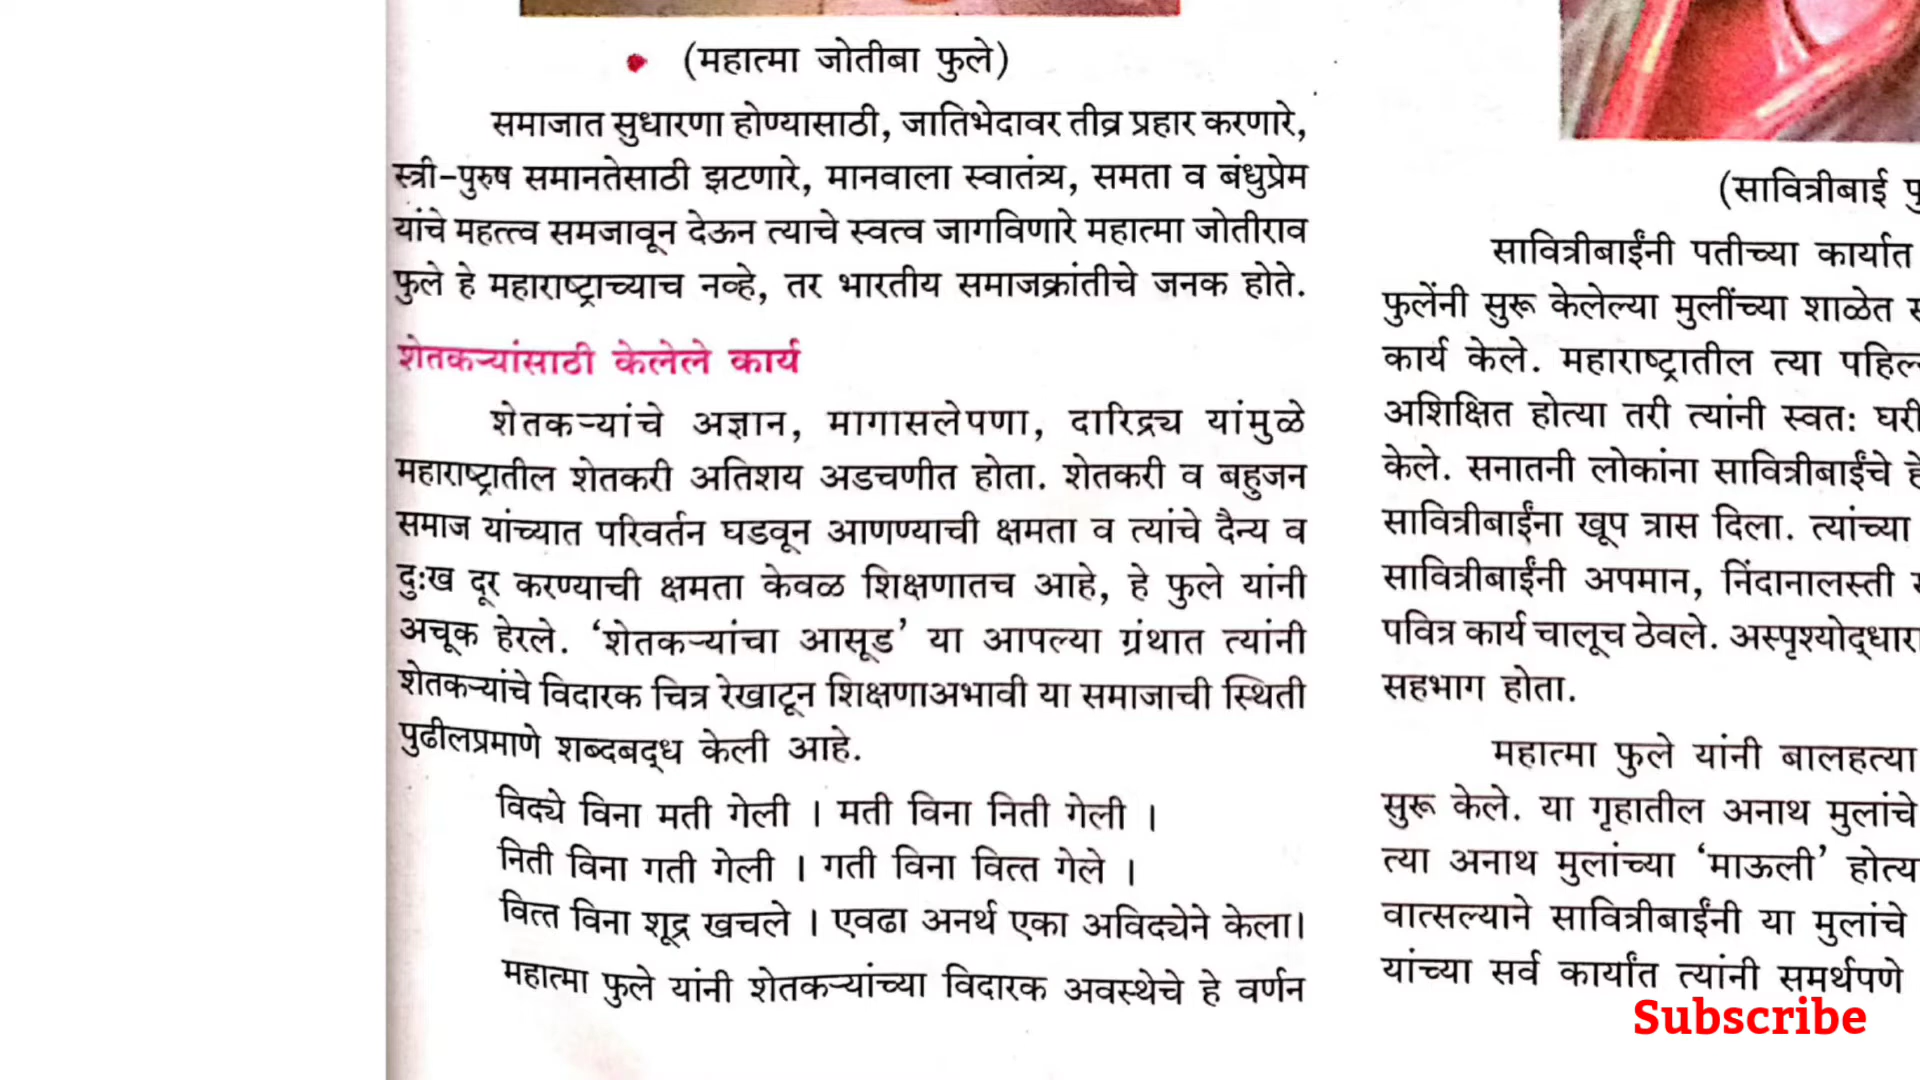 (महात्मा जोतीबा फुले)
समाजात सुधारणा होण्यासाठी, जातिभेदावर तीव्र प्रहार करणारे,
स्त्री-पुरुष समानतेसाठी झटणारे, मानवाला स्वातंत्र्य, समता व बंधुप्रेम
यांचे महत्त्व समजावून देऊन त्याचे स्वत्व जागविणारे महात्मा जोतीराव
फुले हे महाराष्ट्राच्याच नव्हे, तर भारतीय समाजक्रांतीचे जनक होते.
शेतकऱ्यांसाठी केलेले कार्य
शेतकऱ्यांचे अज्ञान, मागासलेपणा, दारिद्र्य यांमुळे
महाराष्ट्रातील शेतकरी अतिशय अडचणीत होता. शेतकरी व बहुजन
समाज यांच्यात परिवर्तन घडवून आणण्याची क्षमता व त्यांचे दैन्य व
दुःख दूर करण्याची क्षमता केवळ शिक्षणातच आहे, हे फुले यांनी
अचूक हेरले. ‘शेतकऱ्यांचा आसूड’ या आपल्या ग्रंथात त्यांनी
शेतकऱ्यांचे विदारक चित्र रेखाटून शिक्षणाअभावी या समाजाची स्थिती
पुढीलप्रमाणे शब्दबद्ध केली आहे.
विद्ये विना मती गेली । मती विना निती गेली ।
निती विना गती गेली । गती विना वित्त गेले ।
वित्त विना शूद्र खचले । एवढा अनर्थ एका अविद्येने केला।
महात्मा फुले यांनी शेतकऱ्यांच्या विदारक अवस्थेचे हे वर्णन
(सावित्रीबाई
सावित्रीबाईंनी पतीच्या कार्यात
फुलेंनी सुरू केलेल्या मुलींच्या शाळेत
कार्य केले. महाराष्ट्रातील त्या
अशिक्षित होत्या तरी त्यांनी स्वतः घरी
केले. सनातनी लोकांना सावित्रीबाईंचे
सावित्रीबाईंना खूप त्रास दिला. त्यांच्या
सावित्रीबाईंनी अपमान, निंदानालस्ती
पवित्र कार्य चालूच ठेवले.
सहभाग होता.
महात्मा फुले यांनी बालहत्या
सुरू केले. या गृहातील अनाथ मुलांचे
त्या अनाथ मुलांच्या ‘माऊली’
वात्सल्याने सावित्रीबाईंनी या मुलांचे
यांच्या सर्व कार्यांत त्यांनी समर्थपणे
Subscribe